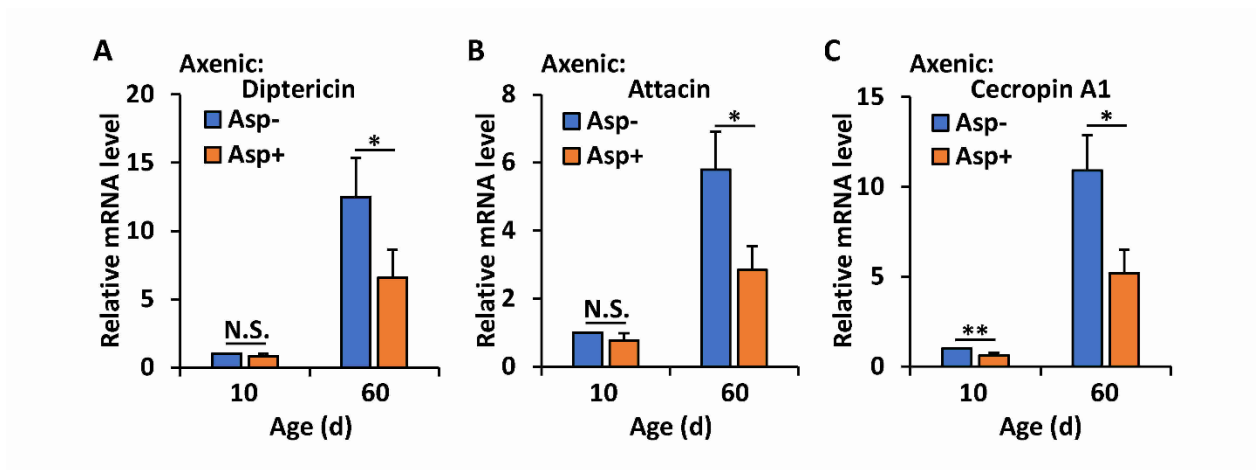 A
Axenic:
Diptericin
Relative mRNA level
20
15
10
5
0
Asp-
Asp+
N.S.
*
10
60
Age (d)
B
Axenic:
Attacin
Relative mRNA level
8
6
4
2
0
Asp-
Asp+
N.S.
*
10
60
Age (d)
C
Axenic:
Cecropin A1
Relative mRNA level
15
10
5
0
Asp-
Asp+
**
*
10
60
Age (d)